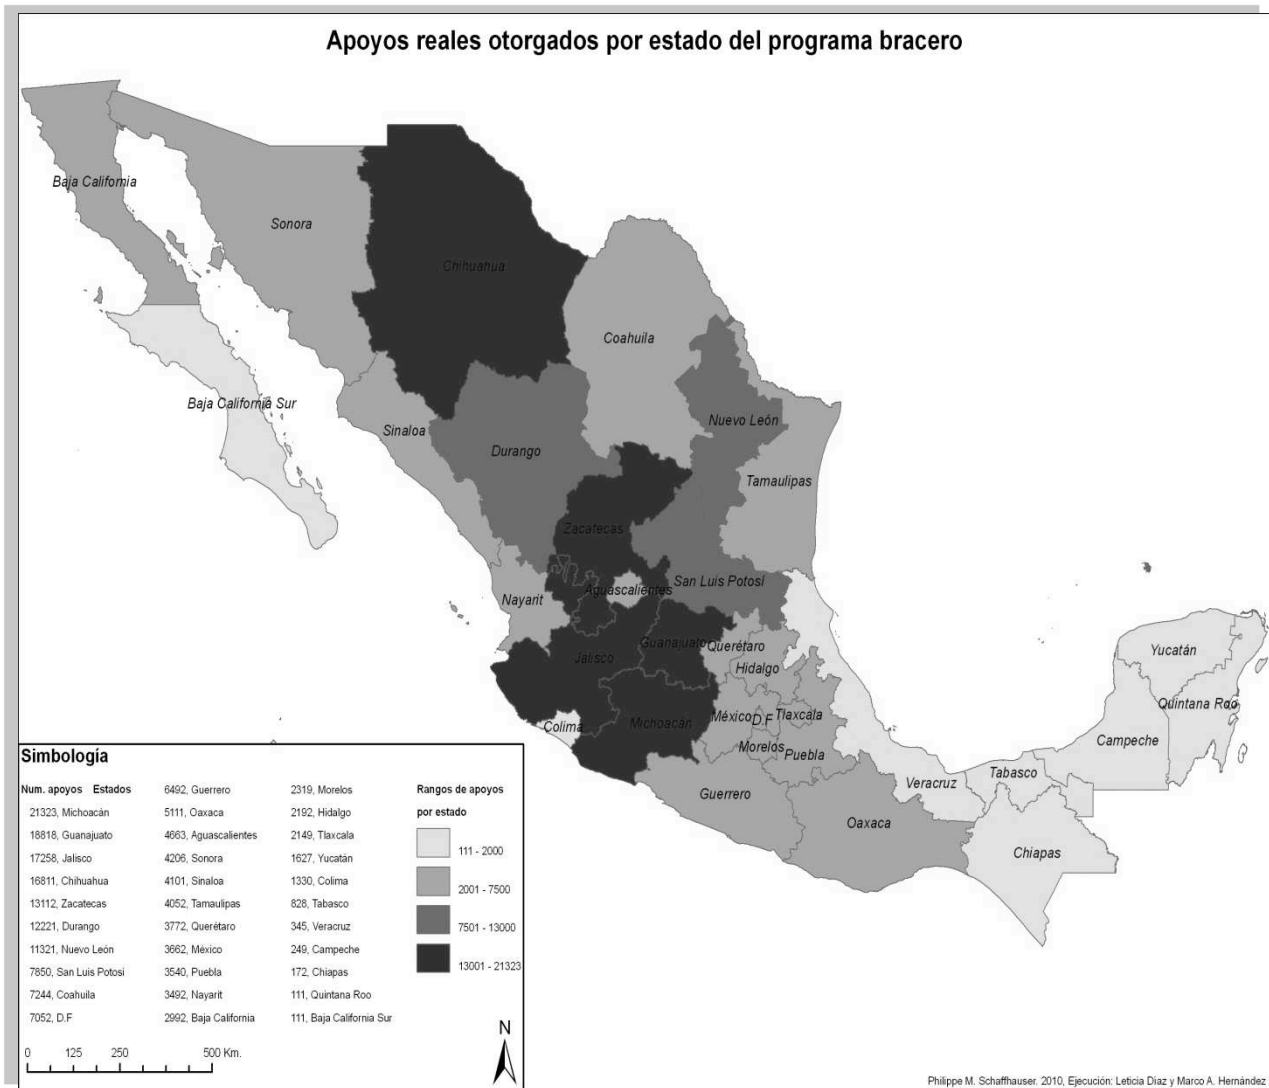 Apoyos reales otorgados por estado del programa bracero
Baja California
Sonora
Chihuahua
Coahuila
Baja California Sur
Sinaloa
Nuevo León
Durango
Tamaulipas
Zacatecas
San Luis Potosí
Aguascalientes
Nayarit
Guanajuato
Querétaro
Jalisco
Hidalgo
Yucatán
Quintana Roo
Colima
Michoacán
México
D.F
Tlaxcala
Campeche
Morelos
Puebla
Tabasco
Veracruz
Guerrero
Oaxaca
Chiapas
Simbología
Num. apoyos Estados
21323, Michoacán
18818, Guanajuato
17258, Jalisco
16811, Chihuahua
13112, Zacatecas
12221, Durango
11321, Nuevo León
7850, San Luis Potosi
7244, Coahuila
7052, D.F
6492, Guerrero
5111, Oaxaca
4663, Aguascalientes
4206, Sonora
4101, Sinaloa
4052, Tamaulipas
3772, Querétaro
3662, México
3540, Puebla
3492, Nayarit
2992, Baja California
2319, Morelos
2192, Hidalgo
2149, Tlaxcala
1627, Yucatán
1330, Colima
828, Tabasco
345, Veracruz
249, Campeche
172, Chiapas
111, Quintana Roo
111, Baja California Sur
Rangos de apoyos
por estado
111 - 2000
2001 - 7500
7501 - 13000
13001 - 21323
0 125 250 500 Km.
N
Philippe M. Schaffhauser. 2010, Ejecución: Leticia Díaz y Marco A. Hernández